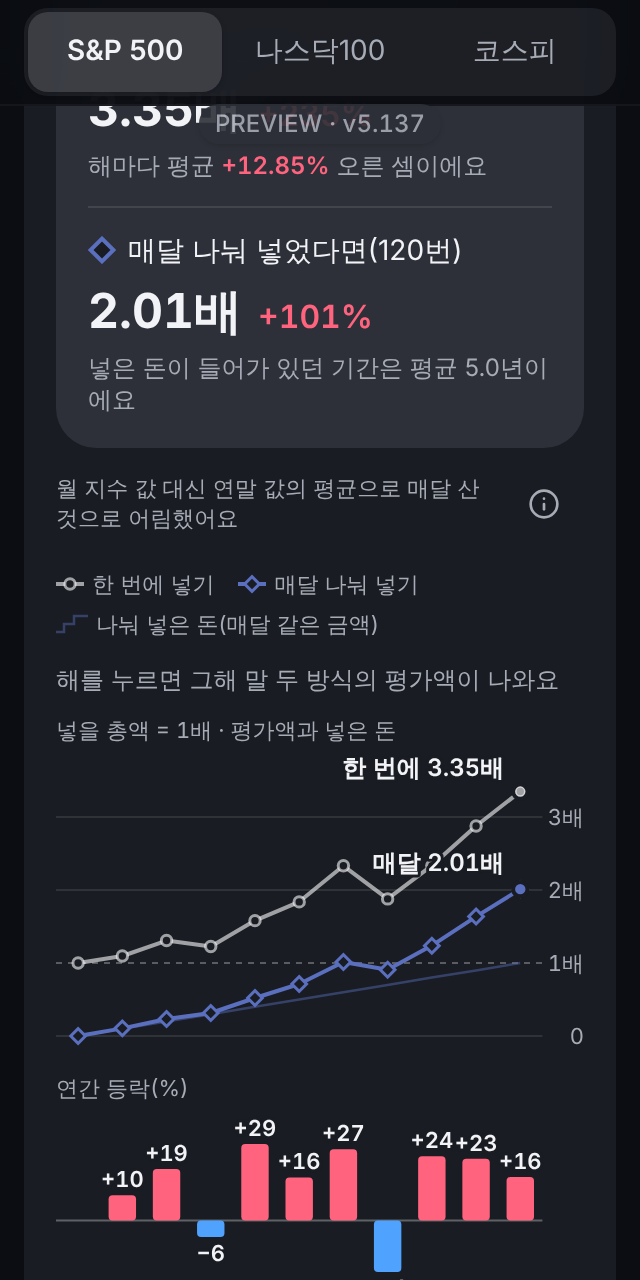 S&P 500 나스닥100 코스피
3.35배 +235%
PREVIEW · v5.137
해마다 평균 +12.85% 오른 셈이에요
매달 나눠 넣었다면(120번)
2.01배 +101%
넣은 돈이 들어가 있던 기간은 평균 5.0년이
에요
월 지수 값 대신 연말 값의 평균으로 매달 산
것으로 어림했어요
한 번에 넣기 매달 나눠 넣기
나눠 넣은 돈(매달 같은 금액)
해를 누르면 그해 말 두 방식의 평가액이 나와요
넣을 총액 = 1배 · 평가액과 넣은 돈
한 번에 3.35배
3배
매달 2.01배
2배
1배
0
연간 등락(%)
+10 +19 −6 +29 +16 +27 +24 +23 +16